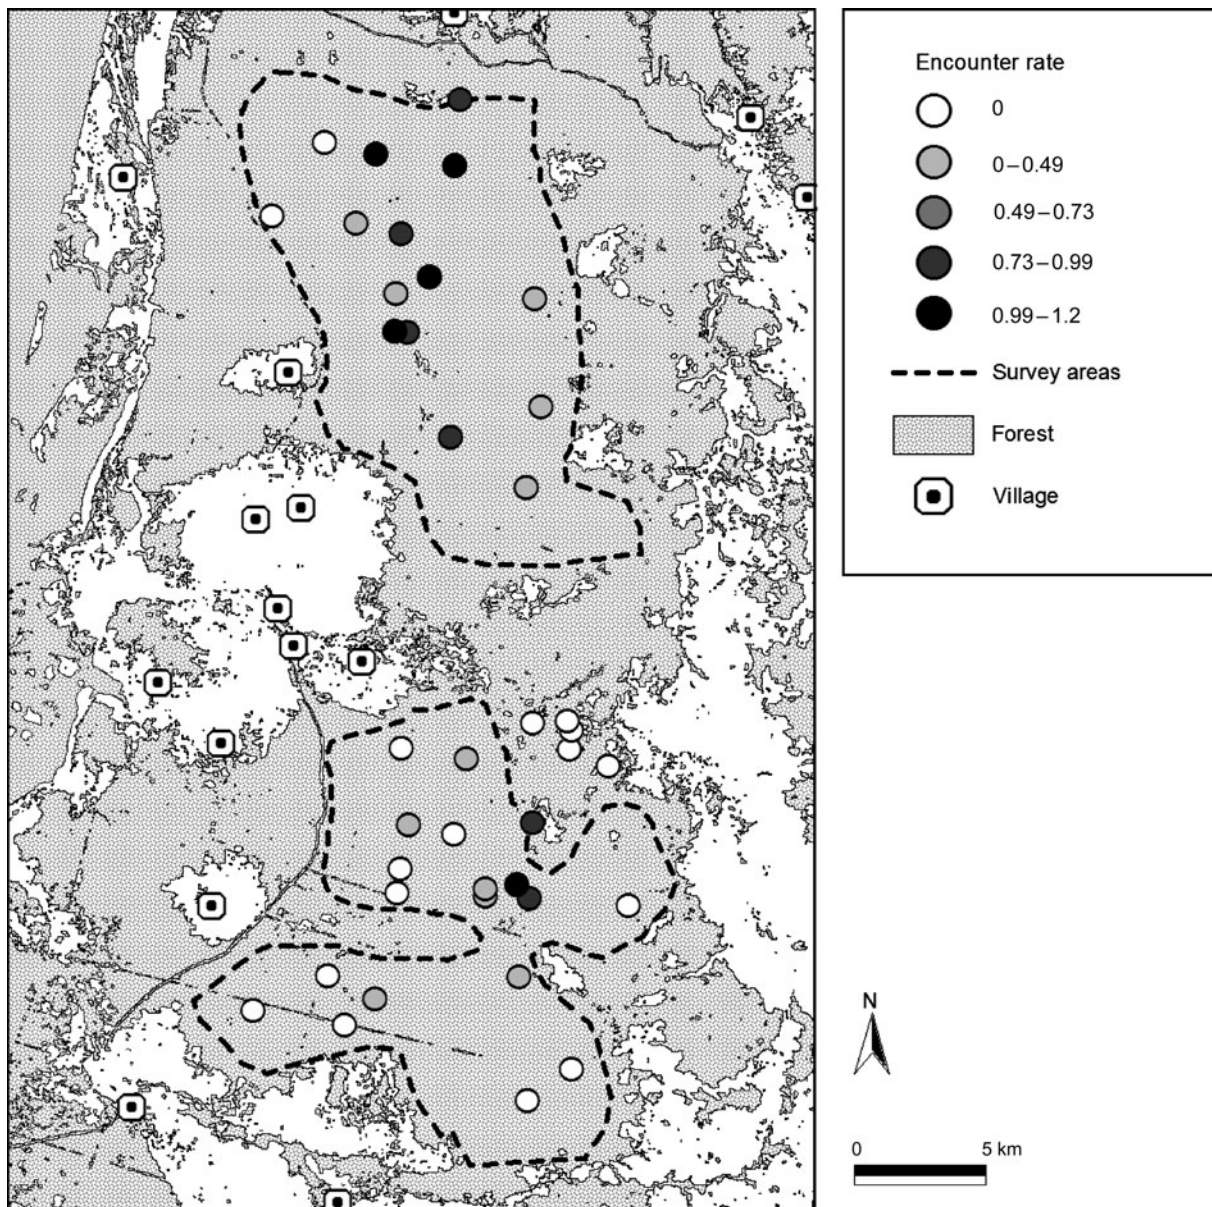 Encounter rate
0
0–0.49
0.49–0.73
0.73–0.99
0.99–1.2
Survey areas
Forest
Village
N
0 5 km